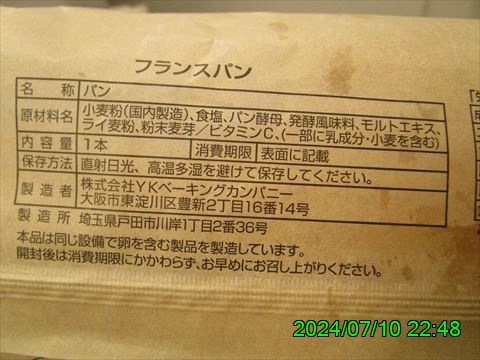 フランスパン
名 称 パン
原材料名 小麦粉(国内製造)、食塩、パン酵母、発酵風味料、モルトエキス、
ライ麦粉、粉末麦芽/ビタミンC、(一部に乳成分・小麦を含む)
内 容 量 1本 消費期限 表面に記載
保存方法 直射日光、高温多湿を避けて保存してください。
製 造 者 株式会社YKベーキングカンパニー
大阪市東淀川区豊新2丁目16番14号
製 造 所 埼玉県戸田市川岸1丁目2番36号
本品は同じ設備で卵を含む製品を製造しています。
開封後は消費期限にかかわらず、お早めにお召し上がりください。
2024/07/10 22:48